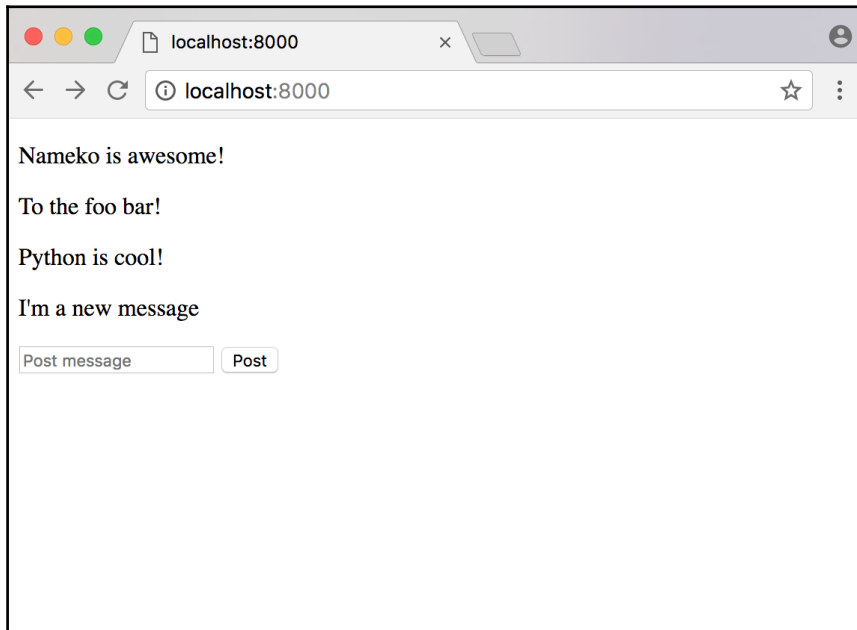 localhost:8000
localhost:8000
Nameko is awesome!
To the foo bar!
Python is cool!
I'm a new message
Post message Post